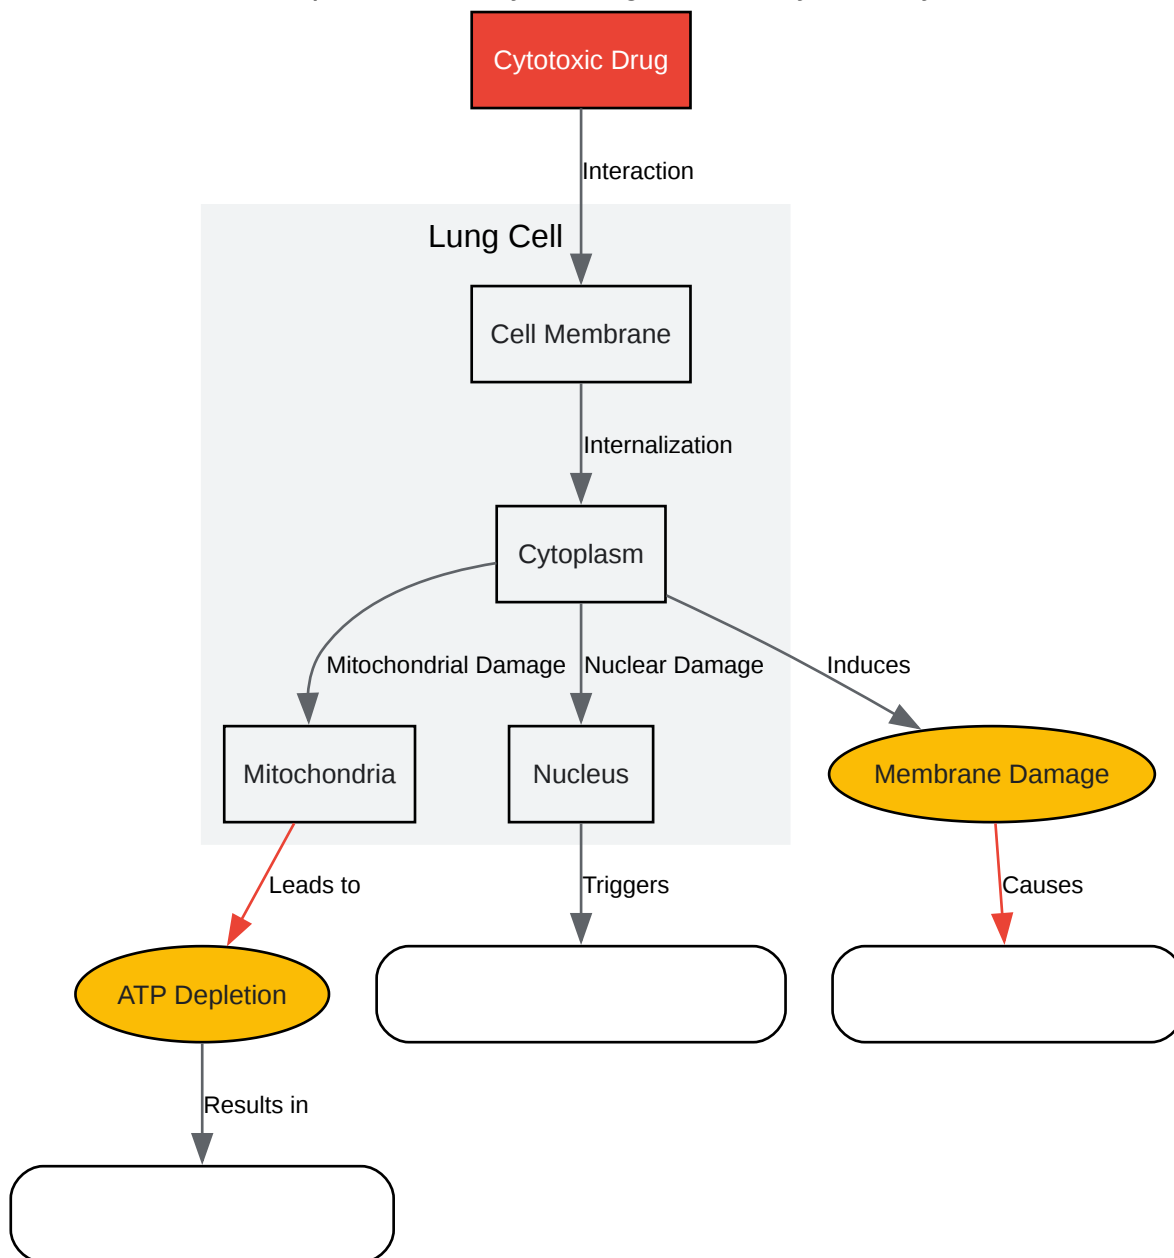 Cytotoxic Drug
Interaction
Lung Cell
Cell Membrane
Internalization
Cytoplasm
Mitochondrial Damage
Nuclear Damage
Induces
Mitochondria
Nucleus
Membrane Damage
Leads to
Triggers
Causes
ATP Depletion
Results in